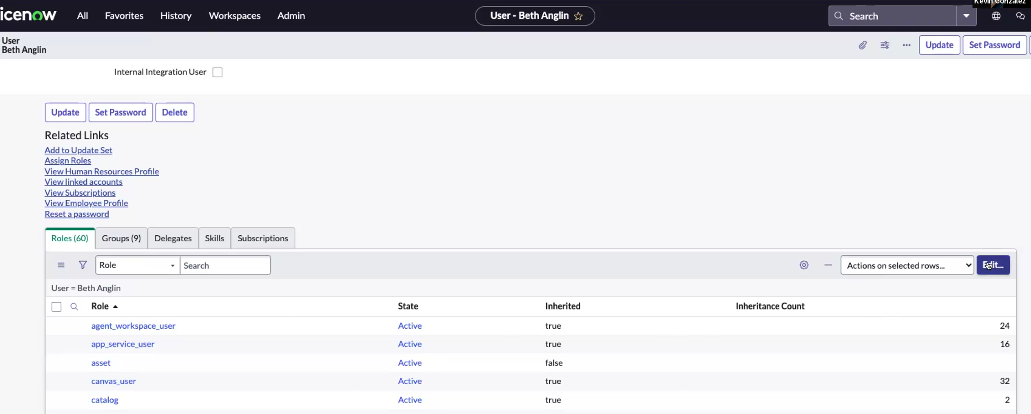 icenow All Favorites History Workspaces Admin User - Beth Anglin Search
User
Beth Anglin
Update Set Password
Internal Integration User
Update Set Password Delete
Related Links
Add to Update Set
Assign Roles
View Human Resources Profile
View linked accounts
View Subscriptions
View Employee Profile
Reset a password
Roles (60) Groups (9) Delegates Skills Subscriptions
Role Search Actions on selected rows... Edit...
User = Beth Anglin
Role State Inherited Inheritance Count
agent_workspace_user Active true 24
app_service_user Active true 16
asset Active false
canvas_user Active true 32
catalog Active true 2